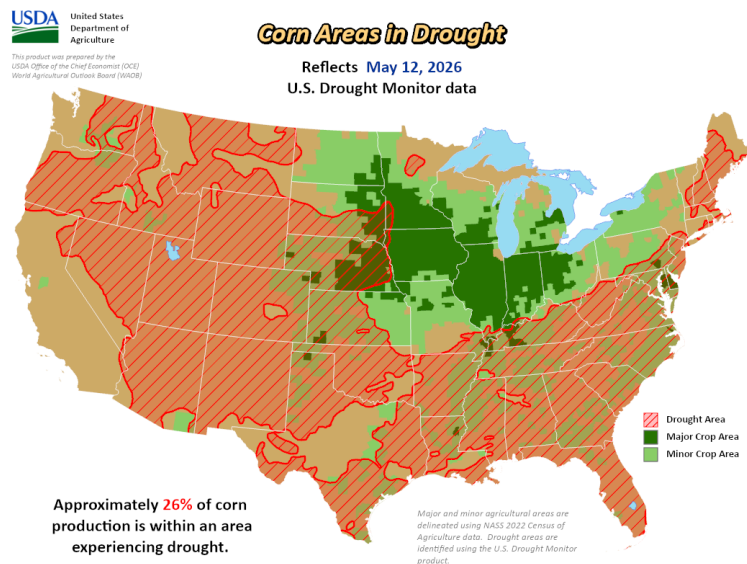 USDA
United States
Department of
Agriculture
This product was prepared by the
USDA Office of the Chief Economist (OCE)
World Agricultural Outlook Board (WAOB)
Corn Areas in Drought
Reflects May 12, 2026
U.S. Drought Monitor data
Drought Area
Major Crop Area
Minor Crop Area
Approximately 26% of corn
production is within an area
experiencing drought.
Major and minor agricultural areas are
delineated using NASS 2022 Census of
Agriculture data. Drought areas are
identified using the U.S. Drought Monitor
product.